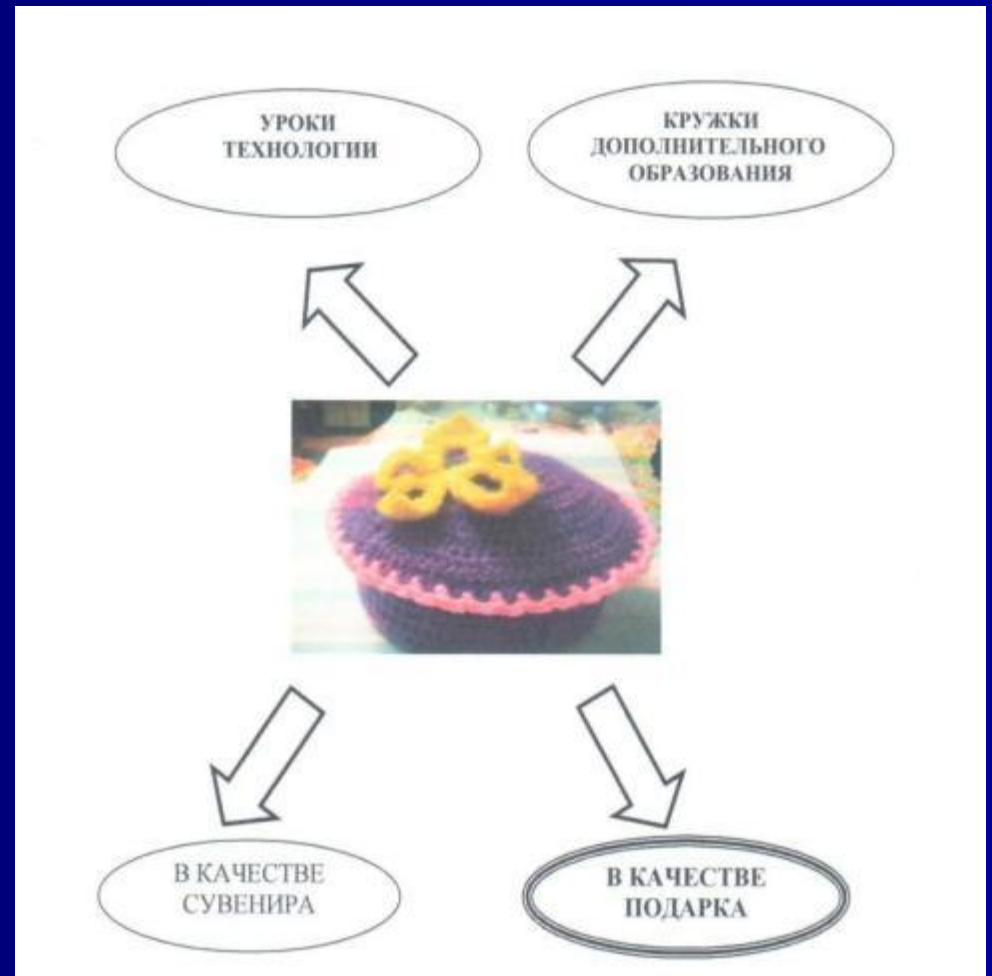 УРОКИ
ТЕХНОЛОГИИ
КРУЖКИ
ДОПОЛНИТЕЛЬНОГО
ОБРАЗОВАНИЯ
В КАЧЕСТВЕ
СУВЕНИРА
В КАЧЕСТВЕ
ПОДАРКА